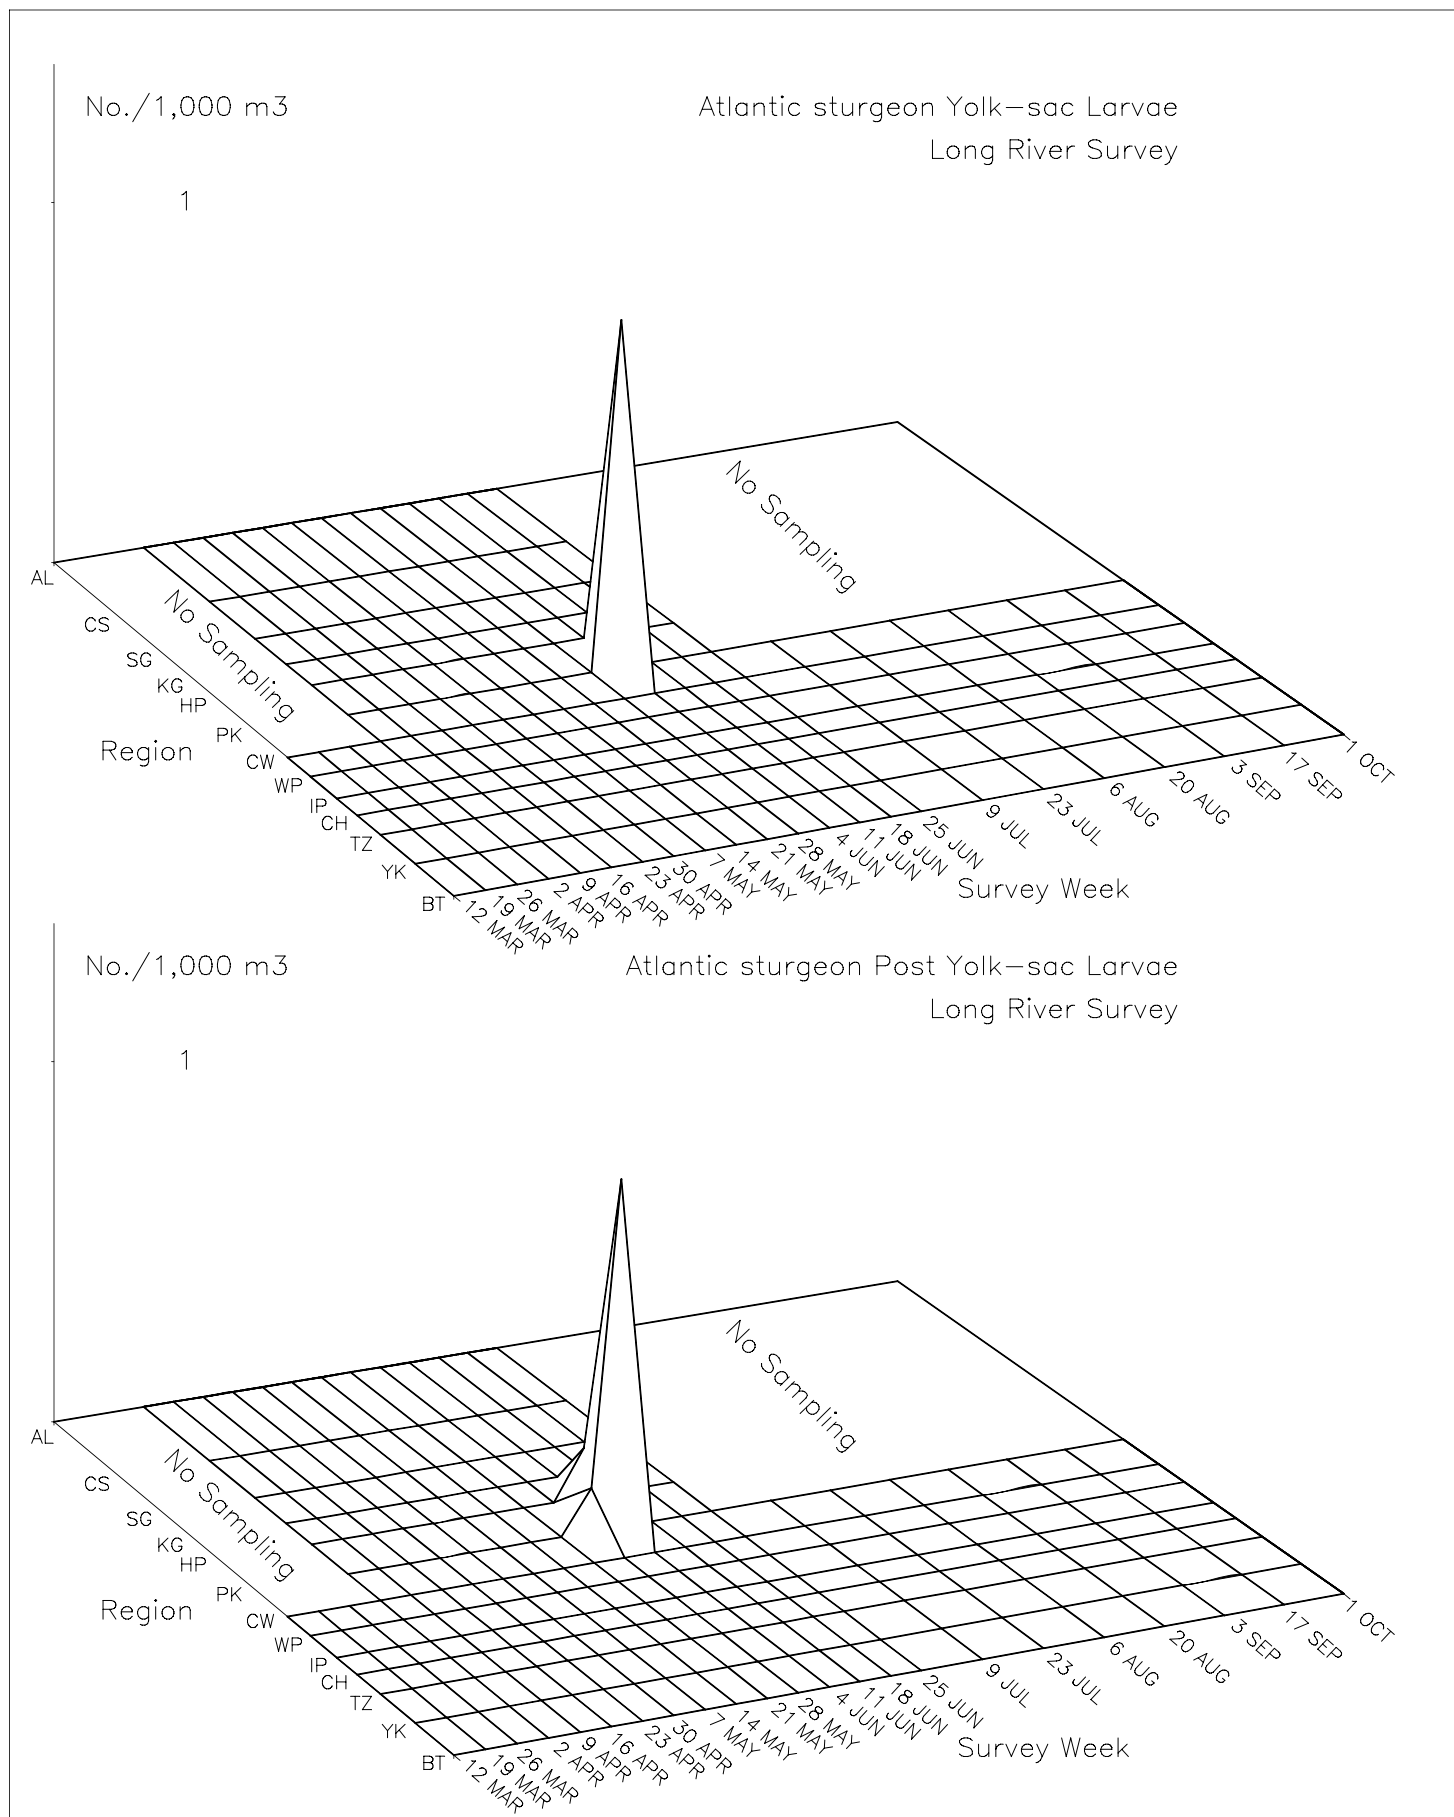 No./1,000 m3
Atlantic sturgeon Yolk-sac Larvae
Long River Survey
1
No Sampling
AL
No Sampling
CS
SG
KG
HP
PK
Region
CW
WP
IP
CH
TZ
YK
BT
12 MAR
19 MAR
26 MAR
2 APR
9 APR
16 APR
23 APR
30 APR
7 MAY
14 MAY
21 MAY
28 MAY
4 JUN
11 JUN
18 JUN
25 JUN
9 JUL
23 JUL
6 AUG
20 AUG
3 SEP
17 SEP
1 OCT
Survey Week
No./1,000 m3
Atlantic sturgeon Post Yolk-sac Larvae
Long River Survey
1
No Sampling
AL
No Sampling
CS
SG
KG
HP
PK
Region
CW
WP
IP
CH
TZ
YK
BT
12 MAR
19 MAR
26 MAR
2 APR
9 APR
16 APR
23 APR
30 APR
7 MAY
14 MAY
21 MAY
28 MAY
4 JUN
11 JUN
18 JUN
25 JUN
9 JUL
23 JUL
6 AUG
20 AUG
3 SEP
17 SEP
1 OCT
Survey Week